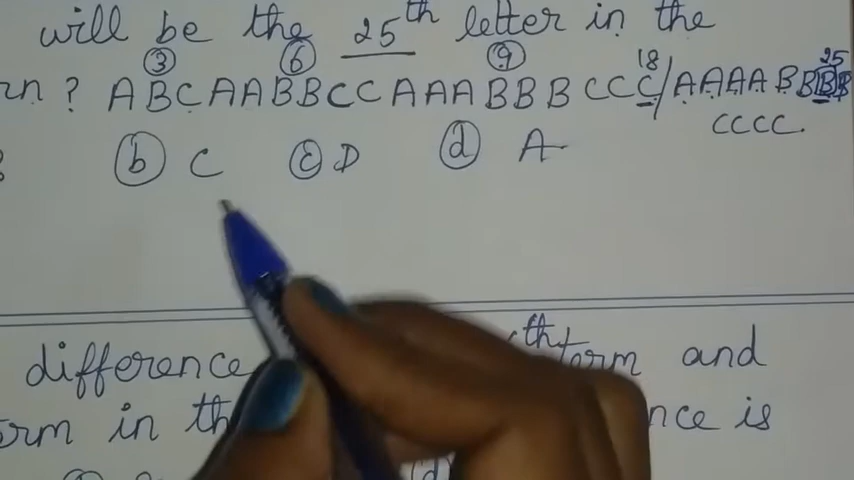 will be the 25th letter in the
③ ⑥ ⑨ 18 25
rn ? A B C A A B B C C A A A B B B C C C / A A A A B B B B
C C C C
ⓑ C ⓒ D ⓓ A
difference th term and
orm in th nce is
ⓓ